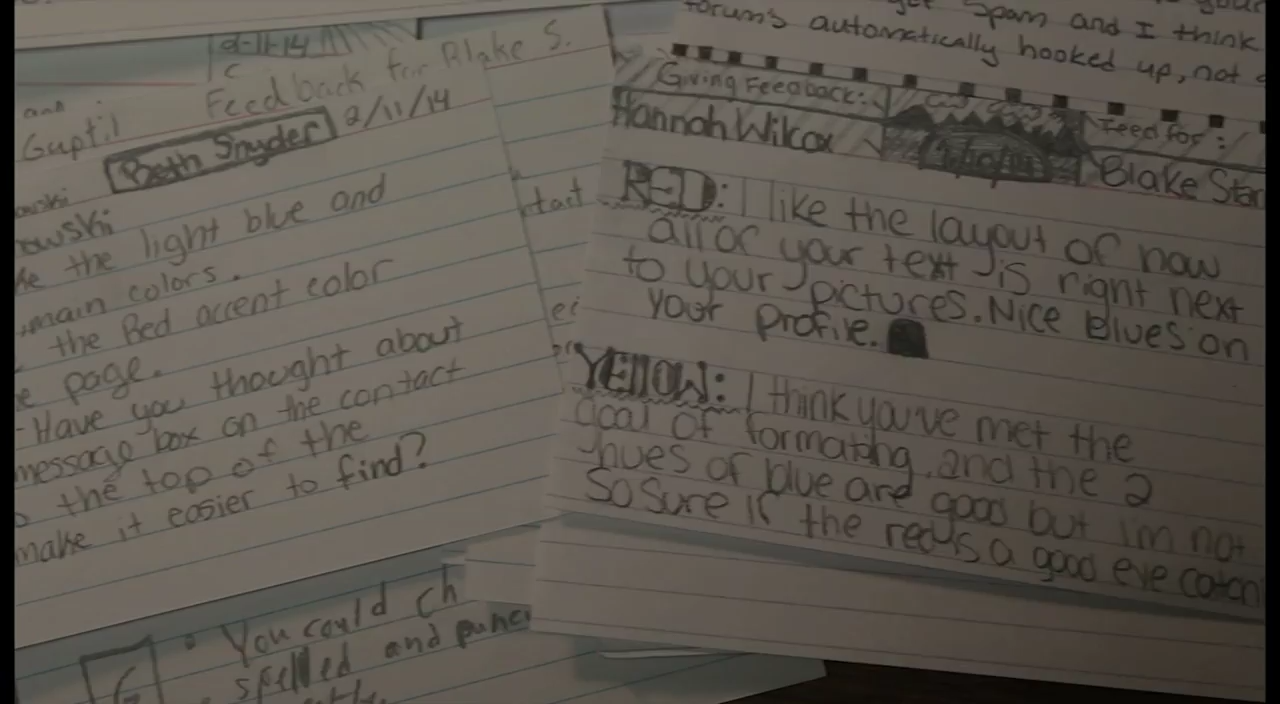 Spam and I think
forums automatically hooked up, not
Giving Feedback:
Feed for:
Hannah Wilcox
Blake
RED: I like the layout of how
all of your text is right next
to your pictures. Nice blues on
your profile.
YELLOW: I think you've met the
goal of formating, and the 2
hues of blue are good but im not
so sure if the red is a good eye
2-11-14
Feedback for Blake S.
Guptil
Beth Snyder 2/11/14
the light blue and
main colors.
the Red accent color
page.
- Have you thought about
message box on the contact
the top of the
make it easier to find?
tact
You could ch
spelled and punc